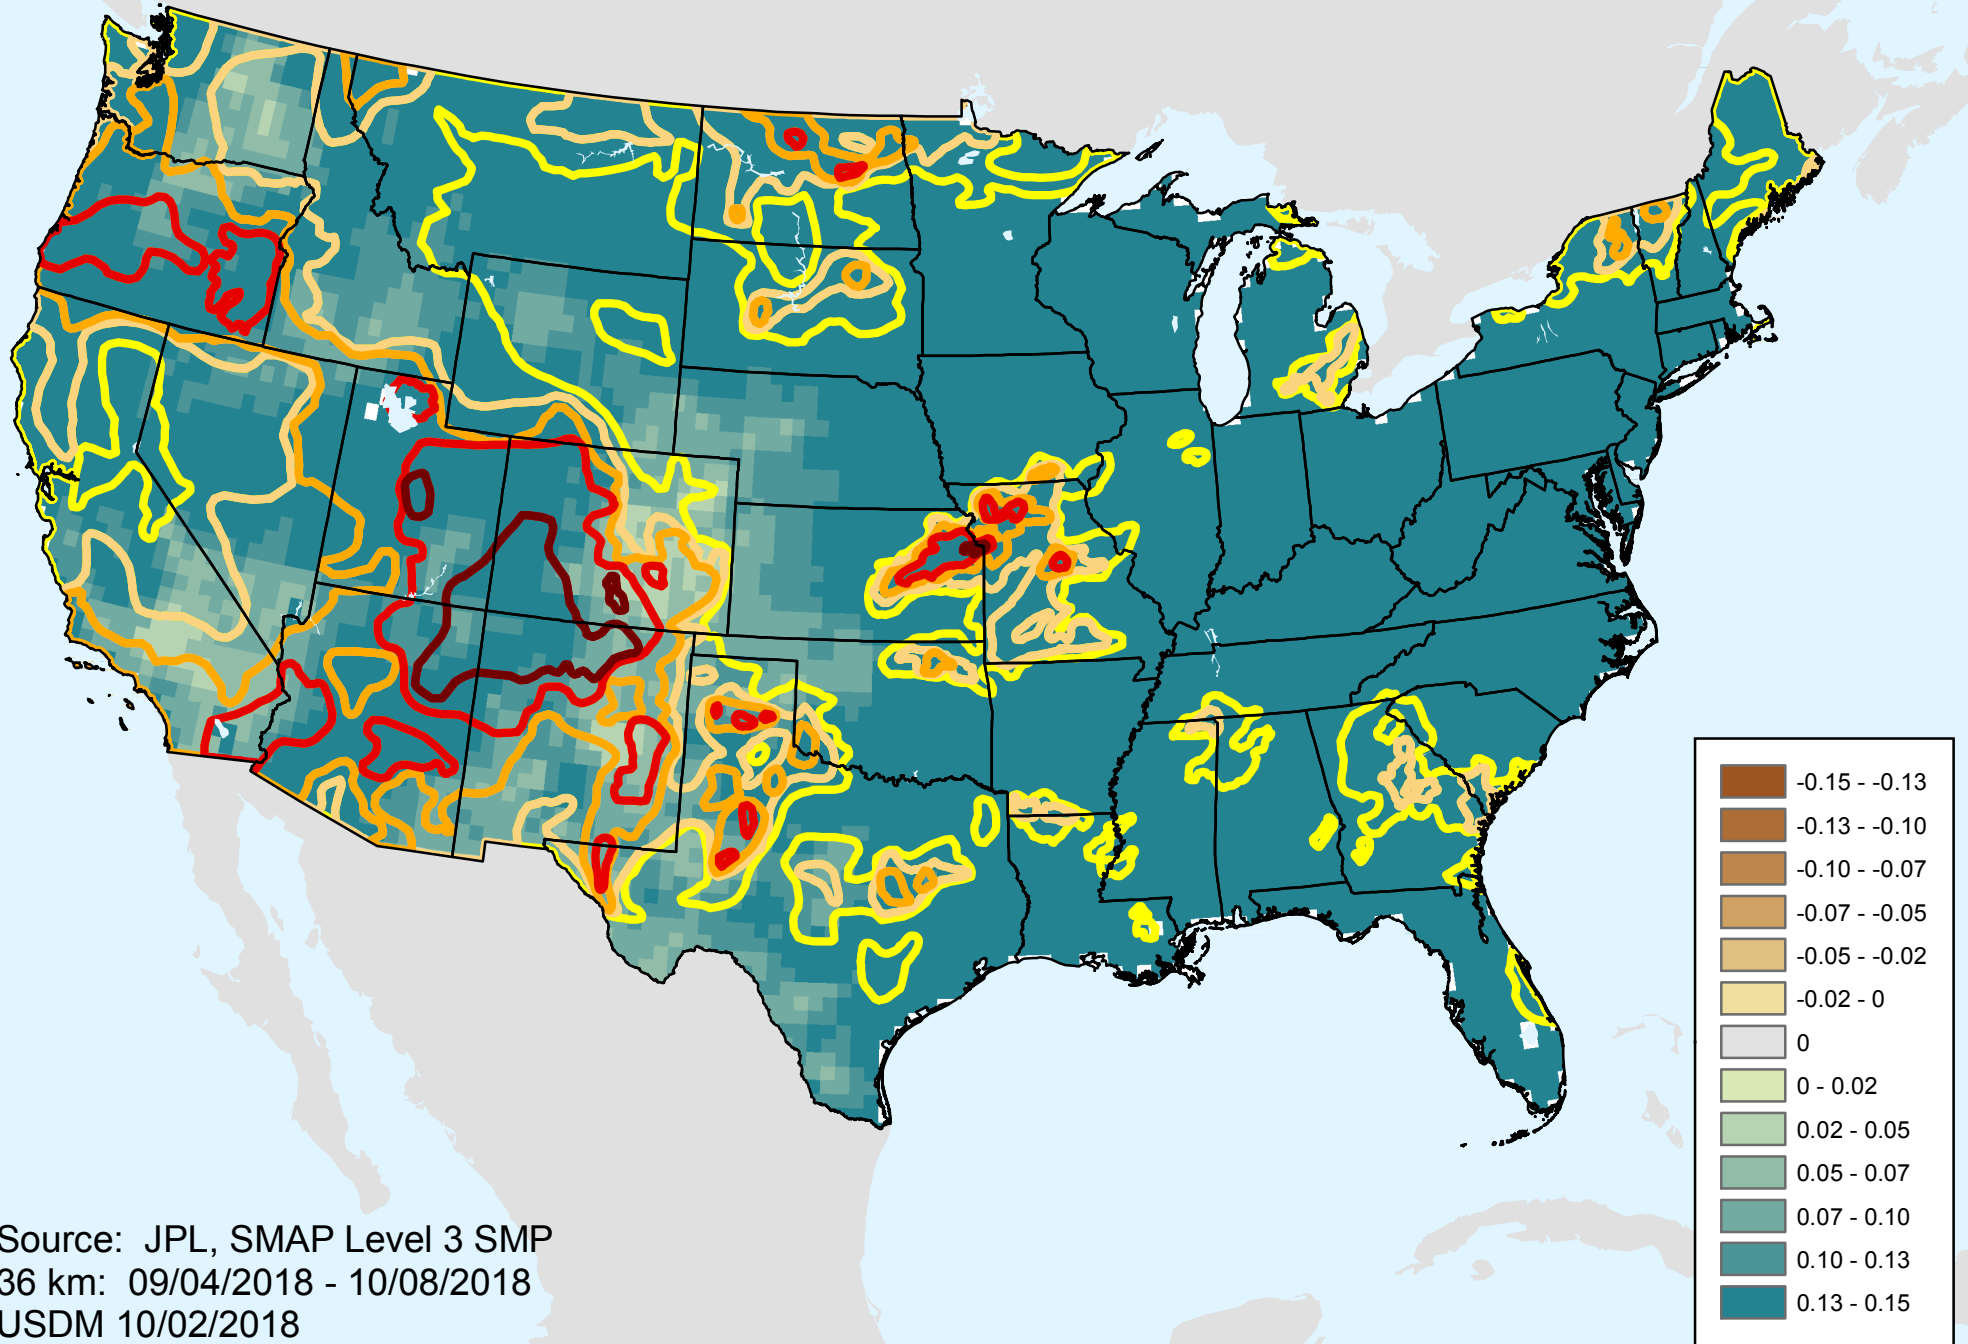 -0.15 - -0.13
-0.13 - -0.10
-0.10 - -0.07
-0.07 - -0.05
-0.05 - -0.02
-0.02 - 0
0
0 - 0.02
0.02 - 0.05
0.05 - 0.07
0.07 - 0.10
0.10 - 0.13
0.13 - 0.15
Source: JPL, SMAP Level 3 SMP
36 km: 09/04/2018 - 10/08/2018
USDM 10/02/2018